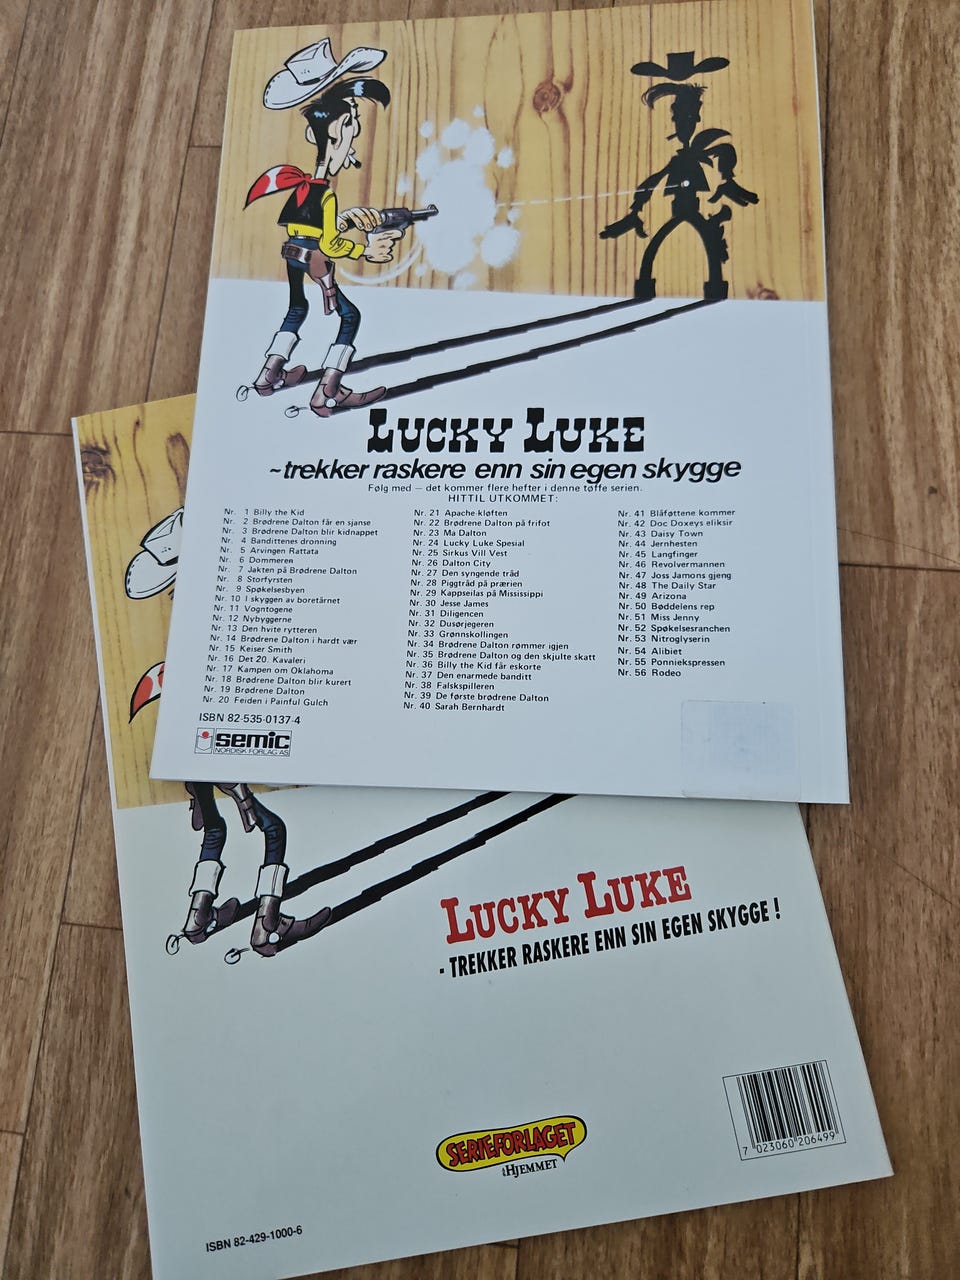 LUCKY LUKE
~trekker raskere enn sin egen skygge
Følg med — det kommer flere hefter i denne tøffe serien.
HITTIL UTKOMMET:
Nr. 1 Billy the Kid
Nr. 2 Brødrene Dalton får en sjanse
Nr. 3 Brødrene Dalton blir kidnappet
Nr. 4 Bandittenes dronning
Nr. 5 Arvingen Rattata
Nr. 6 Dommeren
Nr. 7 Jakten på Brødrene Dalton
Nr. 8 Storfyrsten
Nr. 9 Spøkelsesbyen
Nr. 10 I skyggen av boretårnet
Nr. 11 Vogntogene
Nr. 12 Nybyggerne
Nr. 13 Den hvite rytteren
Nr. 14 Brødrene Dalton i hardt vær
Nr. 15 Keiser Smith
Nr. 16 Det 20. Kavaleri
Nr. 17 Kampen om Oklahoma
Nr. 18 Brødrene Dalton blir kurert
Nr. 19 Brødrene Dalton
Nr. 20 Feiden i Painful Gulch
Nr. 21 Apache-kløften
Nr. 22 Brødrene Dalton på frifot
Nr. 23 Ma Dalton
Nr. 24 Lucky Luke Spesial
Nr. 25 Sirkus Vill Vest
Nr. 26 Dalton City
Nr. 27 Den syngende tråd
Nr. 28 Piggtråd på prærien
Nr. 29 Kappseilas på Mississippi
Nr. 30 Jesse James
Nr. 31 Diligencen
Nr. 32 Dusørjegeren
Nr. 33 Grønnskollingen
Nr. 34 Brødrene Dalton rømmer igjen
Nr. 35 Brødrene Dalton og den skjulte skatt
Nr. 36 Billy the Kid får eskorte
Nr. 37 Den enarmede banditt
Nr. 38 Falskspilleren
Nr. 39 De første brødrene Dalton
Nr. 40 Sarah Bernhardt
Nr. 41 Blåføttene kommer
Nr. 42 Doc Doxeys eliksir
Nr. 43 Daisy Town
Nr. 44 Jernhesten
Nr. 45 Langfinger
Nr. 46 Revolvermannen
Nr. 47 Joss Jamons gjeng
Nr. 48 The Daily Star
Nr. 49 Arizona
Nr. 50 Bøddelens rep
Nr. 51 Miss Jenny
Nr. 52 Spøkelsesranchen
Nr. 53 Nitroglyserin
Nr. 54 Alibiet
Nr. 55 Ponniekspressen
Nr. 56 Rodeo
ISBN 82-535-0137-4
semic
NORDISK FORLAG AS
LUCKY LUKE
- TREKKER RASKERE ENN SIN EGEN SKYGGE !
SERIEFORLAGET
iHJEMMET
7 023060 206499
ISBN 82-429-1000-6